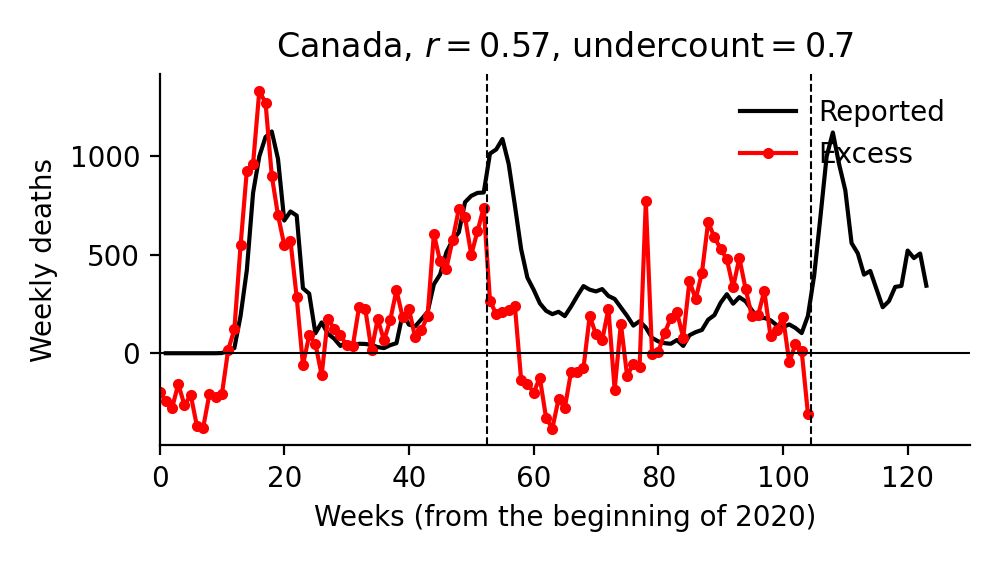 Canada, r = 0.57, undercount = 0.7
Reported
Excess
Weekly deaths
1000
500
0
0 20 40 60 80 100 120
Weeks (from the beginning of 2020)